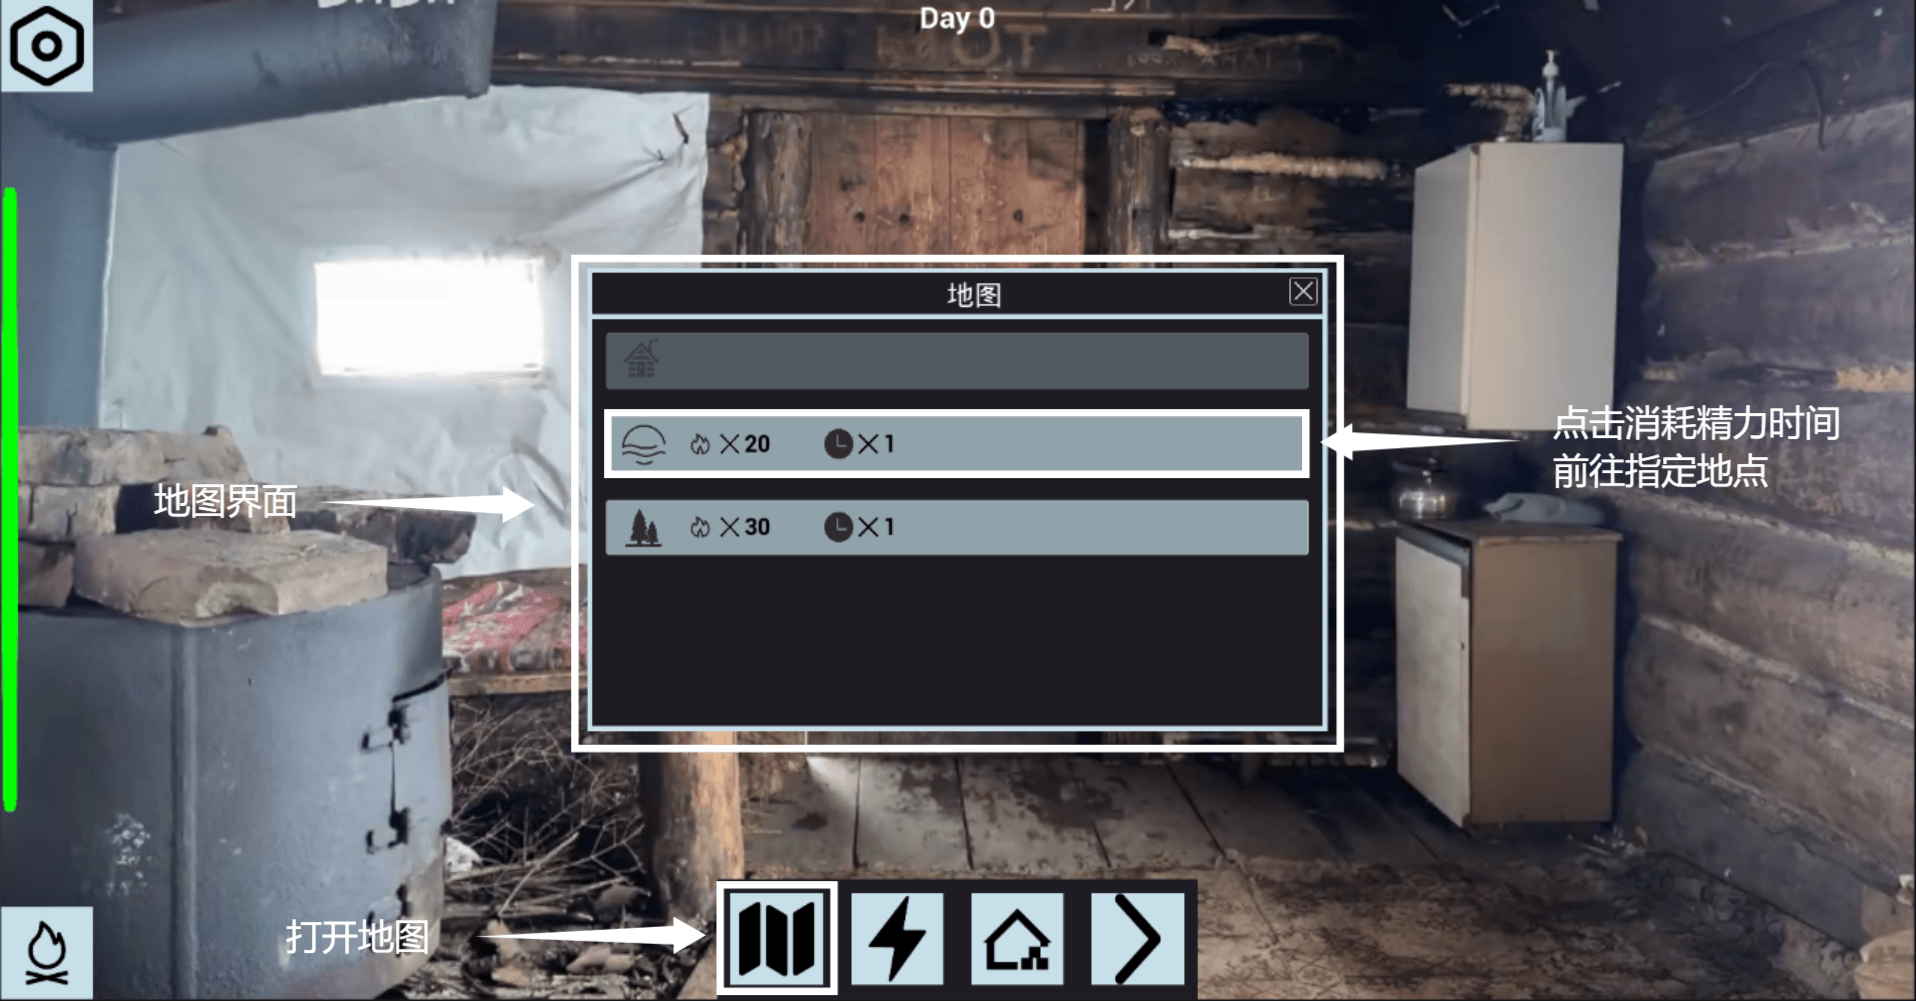 Day 0
地图
×20 ×1
点击消耗精力时间
前往指定地点
地图界面
×30 ×1
打开地图